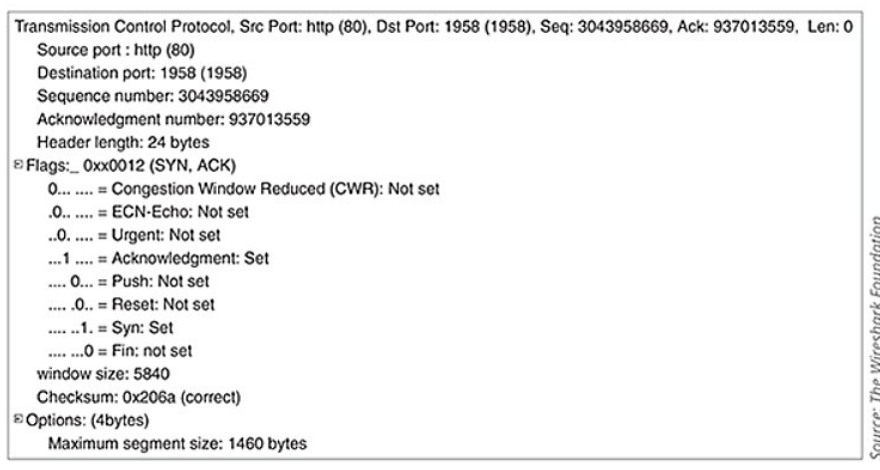 Transmission Control Protocol, Src Port: http (80), Dst Port: 1958 (1958), Seq: 3043958669, Ack: 937013559, Len: 0
Source port : http (80)
Destination port: 1958 (1958)
Sequence number: 3043958669
Acknowledgment number: 937013559
Header length: 24 bytes
Flags:_ 0xx0012 (SYN, ACK)
0... .... = Congestion Window Reduced (CWR): Not set
.0.. .... = ECN-Echo: Not set
..0. .... = Urgent: Not set
...1 .... = Acknowledgment: Set
.... 0... = Push: Not set
.... .0.. = Reset: Not set
.... ..1. = Syn: Set
.... ...0 = Fin: not set
window size: 5840
Checksum: 0x206a (correct)
Options: (4bytes)
Maximum segment size: 1460 bytes
Source: The Wireshark Foundation